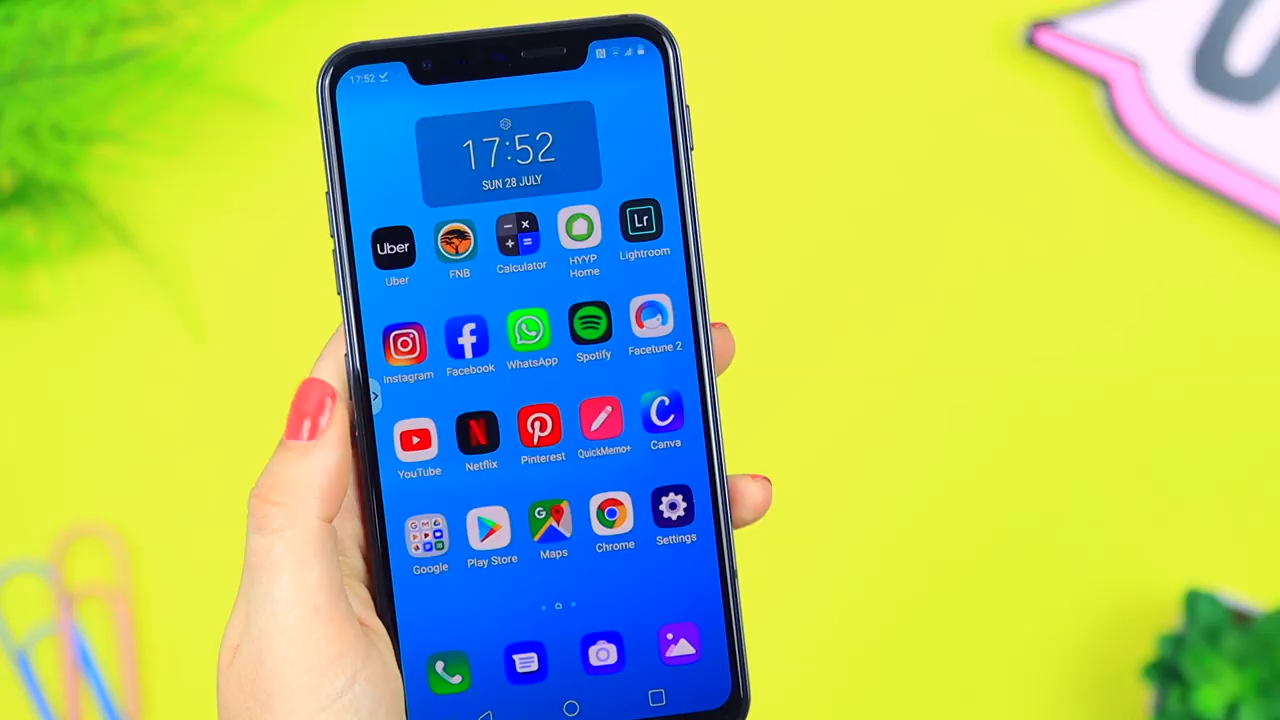 17:52
17:52
SUN 28 JULY
Uber
Uber
FNB
Calculator
HYYP
Home
Lr
Lightroom
Instagram
Facebook
WhatsApp
Spotify
Facetune 2
YouTube
Netflix
Pinterest
QuickMemo+
Canva
Google
Play Store
Maps
Chrome
Settings